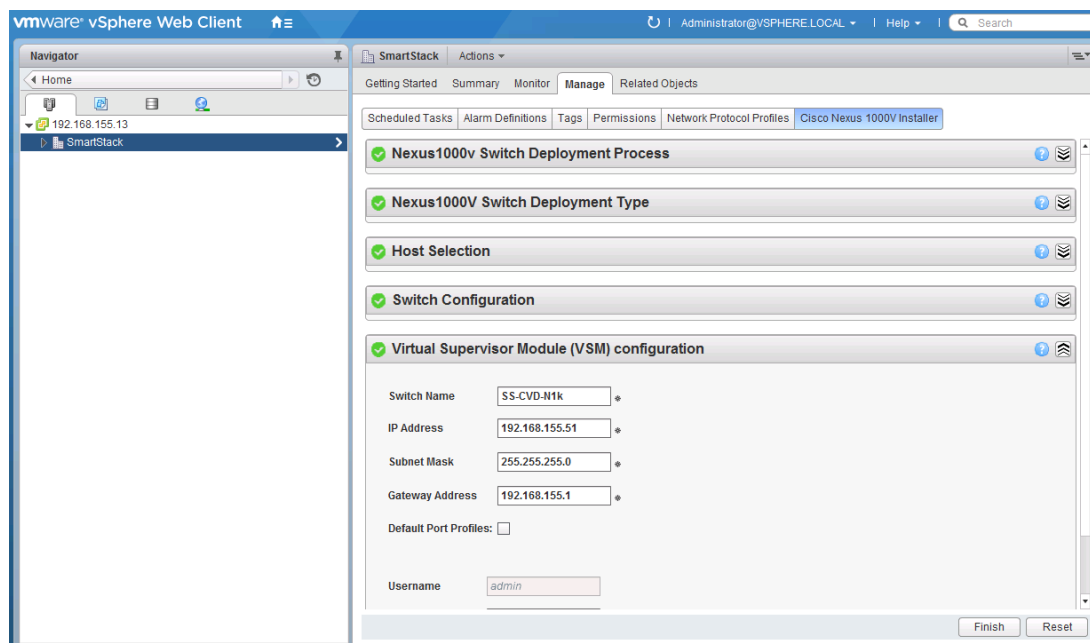 vmware® vSphere Web Client
Administrator@VSPHERE.LOCAL
Help
Search
Navigator
Home
192.168.155.13
SmartStack
SmartStack Actions
Getting Started Summary Monitor Manage Related Objects
Scheduled Tasks Alarm Definitions Tags Permissions Network Protocol Profiles Cisco Nexus 1000V Installer
Nexus1000v Switch Deployment Process
Nexus1000V Switch Deployment Type
Host Selection
Switch Configuration
Virtual Supervisor Module (VSM) configuration
Switch Name SS-CVD-N1k *
IP Address 192.168.155.51 *
Subnet Mask 255.255.255.0 *
Gateway Address 192.168.155.1 *
Default Port Profiles:
Username admin
Finish Reset